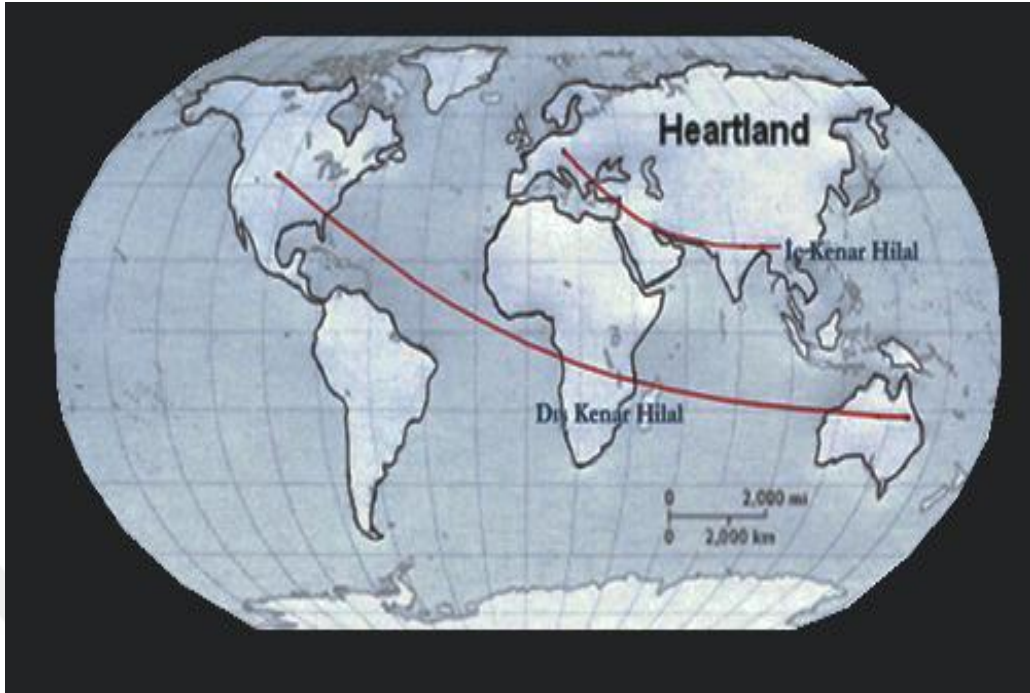 Heartland
İç Kenar Hilal
Dış Kenar Hilal
0 2,000 mi
0 2,000 km